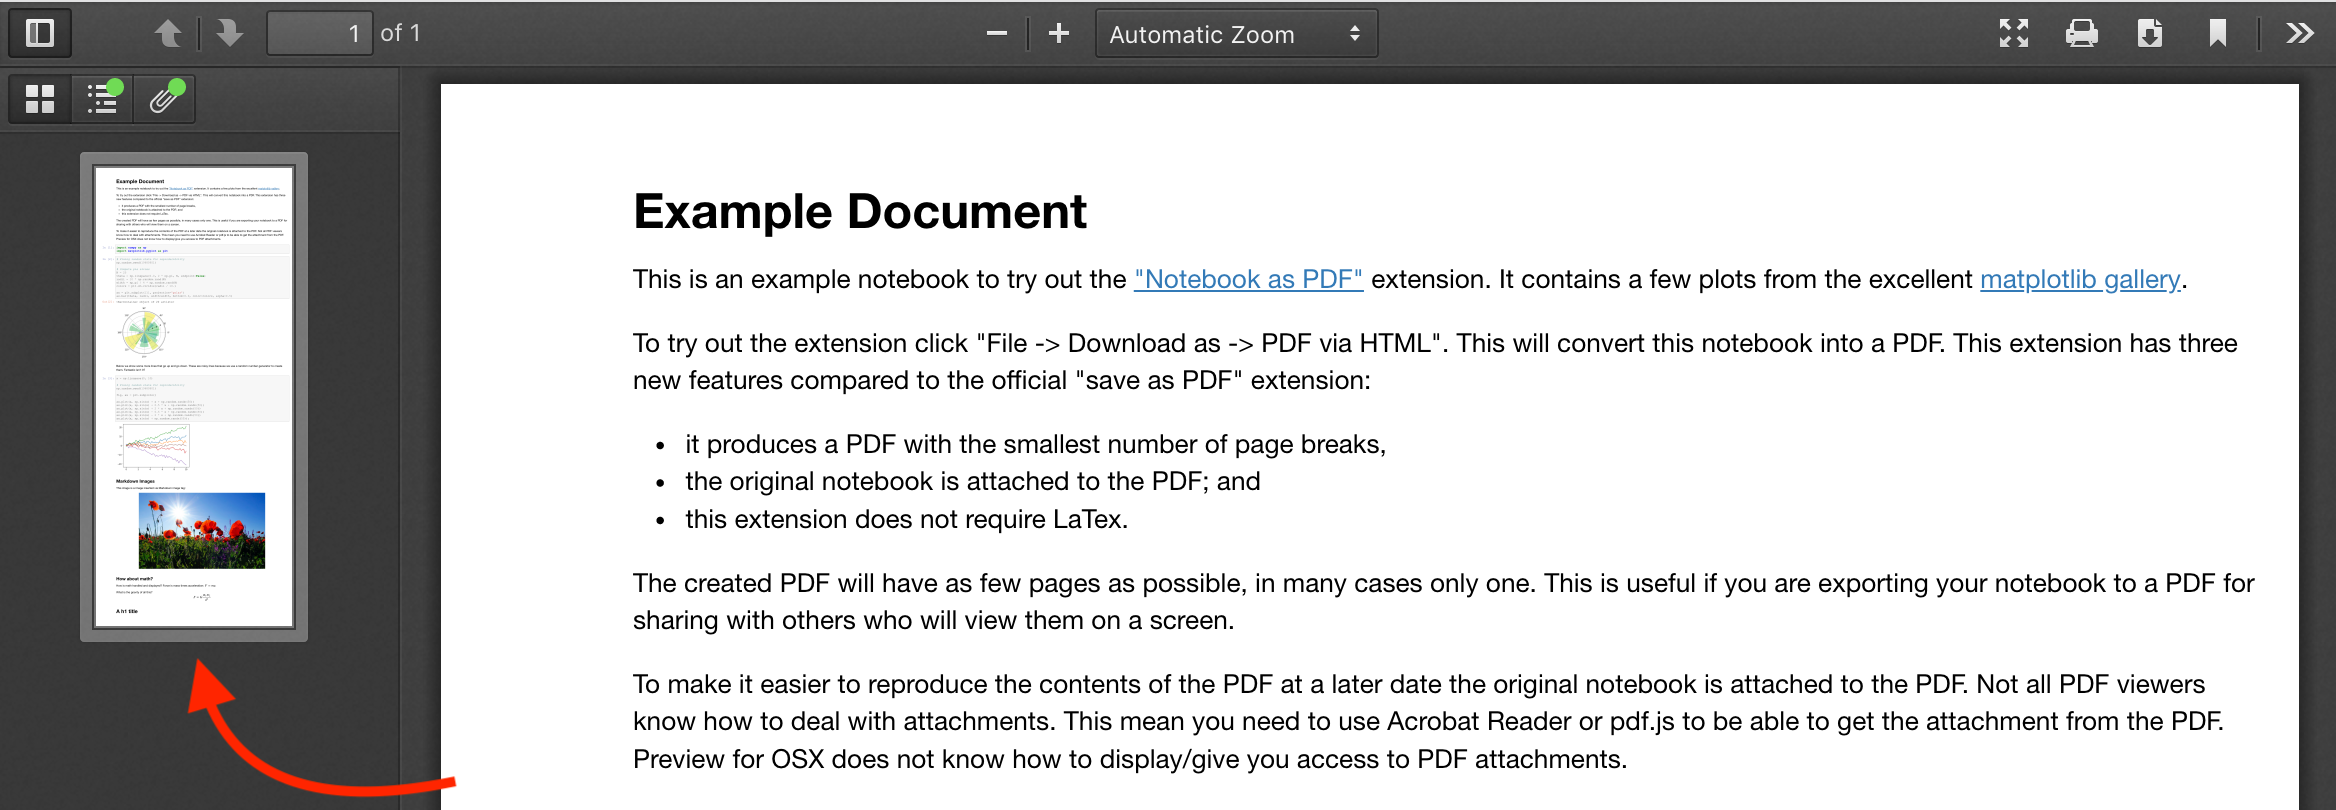 1 of 1
Automatic Zoom
Example Document
Markdown Images
How about math?
A h1 title
Example Document
This is an example notebook to try out the "Notebook as PDF" extension. It contains a few plots from the excellent matplotlib gallery.
To try out the extension click "File -> Download as -> PDF via HTML". This will convert this notebook into a PDF. This extension has three
new features compared to the official "save as PDF" extension:
• it produces a PDF with the smallest number of page breaks,
• the original notebook is attached to the PDF; and
• this extension does not require LaTex.
The created PDF will have as few pages as possible, in many cases only one. This is useful if you are exporting your notebook to a PDF for
sharing with others who will view them on a screen.
To make it easier to reproduce the contents of the PDF at a later date the original notebook is attached to the PDF. Not all PDF viewers
know how to deal with attachments. This mean you need to use Acrobat Reader or pdf.js to be able to get the attachment from the PDF.
Preview for OSX does not know how to display/give you access to PDF attachments.